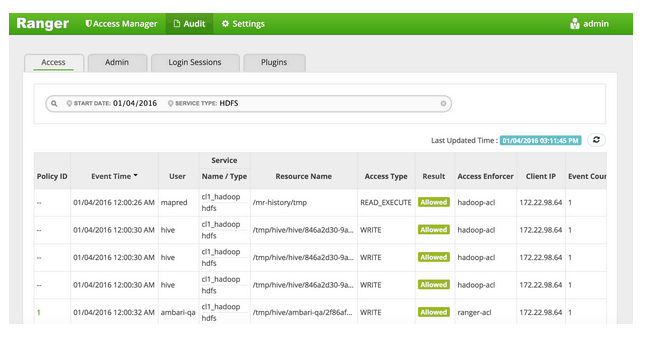 Ranger Access Manager Audit Settings admin
Access Admin Login Sessions Plugins
START DATE: 01/04/2016 SERVICE TYPE: HDFS
Last Updated Time : 01/04/2016 03:11:45 PM
Service
Policy ID Event Time User Name / Type Resource Name Access Type Result Access Enforcer Client IP Event Cour
-- 01/04/2016 12:00:26 AM mapred cl1_hadoop hdfs /mr-history/tmp READ_EXECUTE Allowed hadoop-acl 172.22.98.64 1
-- 01/04/2016 12:00:30 AM hive cl1_hadoop hdfs /tmp/hive/hive/846a2d30-9a... WRITE Allowed hadoop-acl 172.22.98.64 1
-- 01/04/2016 12:00:30 AM hive cl1_hadoop hdfs /tmp/hive/hive/846a2d30-9a... WRITE Allowed hadoop-acl 172.22.98.64 1
-- 01/04/2016 12:00:30 AM hive cl1_hadoop hdfs /tmp/hive/hive/846a2d30-9a... WRITE Allowed hadoop-acl 172.22.98.64 1
1 01/04/2016 12:00:32 AM ambari-qa cl1_hadoop hdfs /tmp/hive/ambari-qa/2f86af... WRITE Allowed ranger-acl 172.22.98.64 1